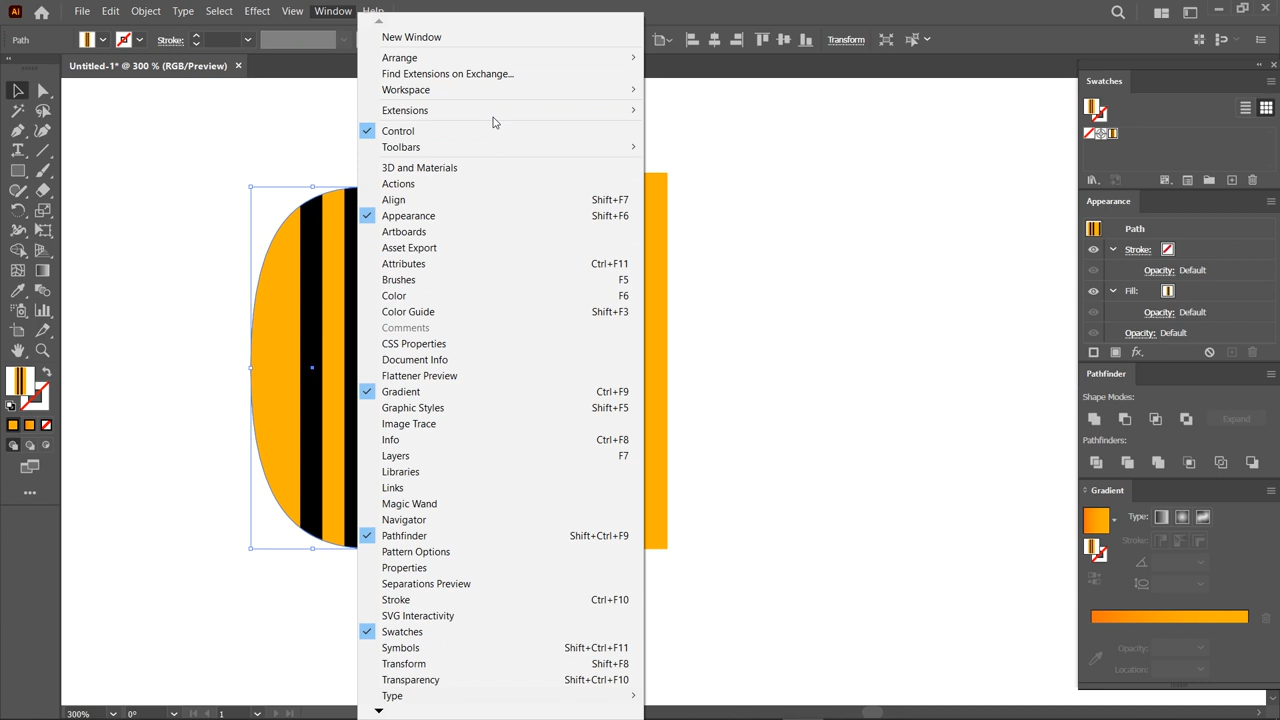 Ai File Edit Object Type Select Effect Window
Path Stroke: Transform
Untitled-1* @ 300 % (RGB/Preview) ×
New Window
Arrange
Find Extensions on Exchange...
Workspace
Extensions
Control
Toolbars
3D and Materials
Actions
Align Shift+F7
Appearance Shift+F6
Artboards
Asset Export
Attributes Ctrl+F11
Brushes F5
Color F6
Color Guide Shift+F3
Comments
CSS Properties
Document Info
Flattener Preview
Gradient Ctrl+F9
Graphic Styles Shift+F5
Image Trace
Info Ctrl+F8
Layers F7
Libraries
Links
Magic Wand
Navigator
Pathfinder Shift+Ctrl+F9
Pattern Options
Properties
Separations Preview
Stroke Ctrl+F10
SVG Interactivity
Swatches
Symbols Shift+Ctrl+F11
Transform Shift+F8
Transparency Shift+Ctrl+F10
Type
Swatches
Appearance
Path
Stroke:
Opacity: Default
Fill:
Opacity: Default
Opacity: Default
fx.
Pathfinder
Shape Modes:
Expand
Pathfinders:
Gradient
Type:
Stroke:
Opacity:
Location:
300% 0° 1